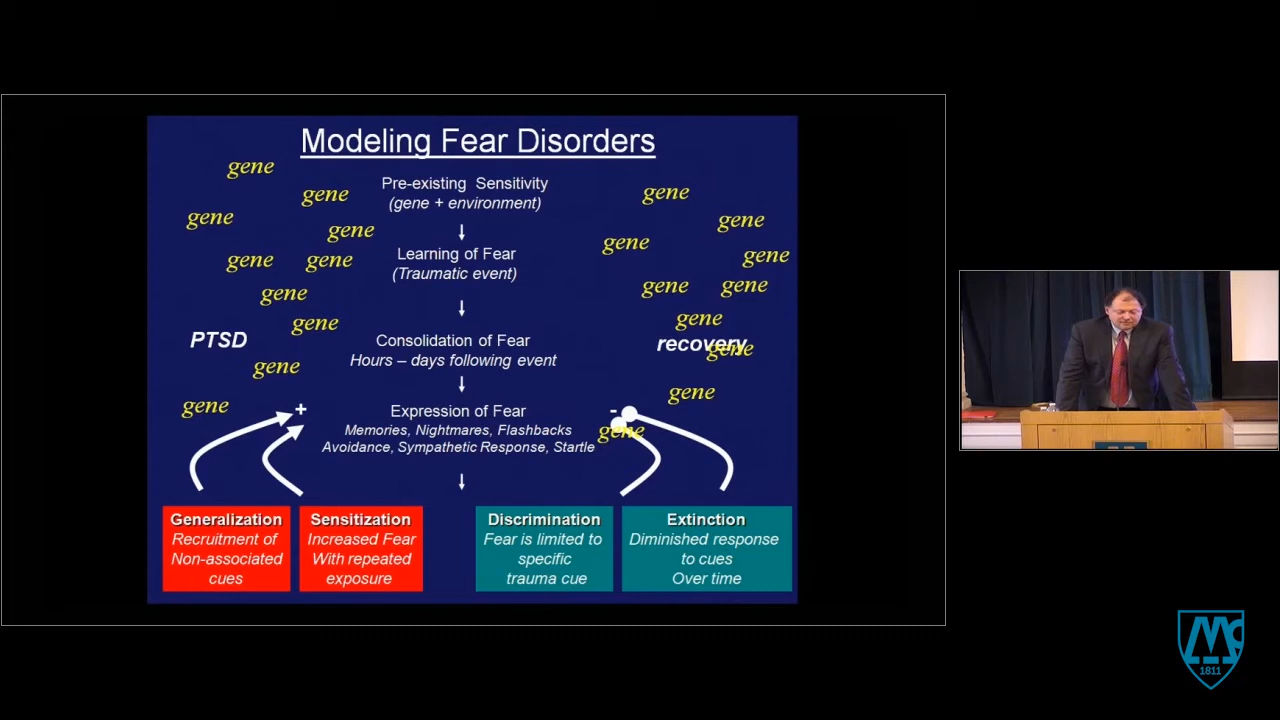 Modeling Fear Disorders
gene
Pre-existing Sensitivity
gene
gene
(gene + environment)
gene
gene
gene
gene
Learning of Fear
gene
gene
gene
(Traumatic event)
gene
gene
gene
gene
gene
PTSD
Consolidation of Fear
recovery
gene
Hours – days following event
gene
gene
gene
+
Expression of Fear
-
Memories, Nightmares, Flashbacks
gene
Avoidance, Sympathetic Response, Startle
Generalization
Recruitment of
Non-associated
cues
Sensitization
Increased Fear
With repeated
exposure
Discrimination
Fear is limited to
specific
trauma cue
Extinction
Diminished response
to cues
Over time
Mc
1811